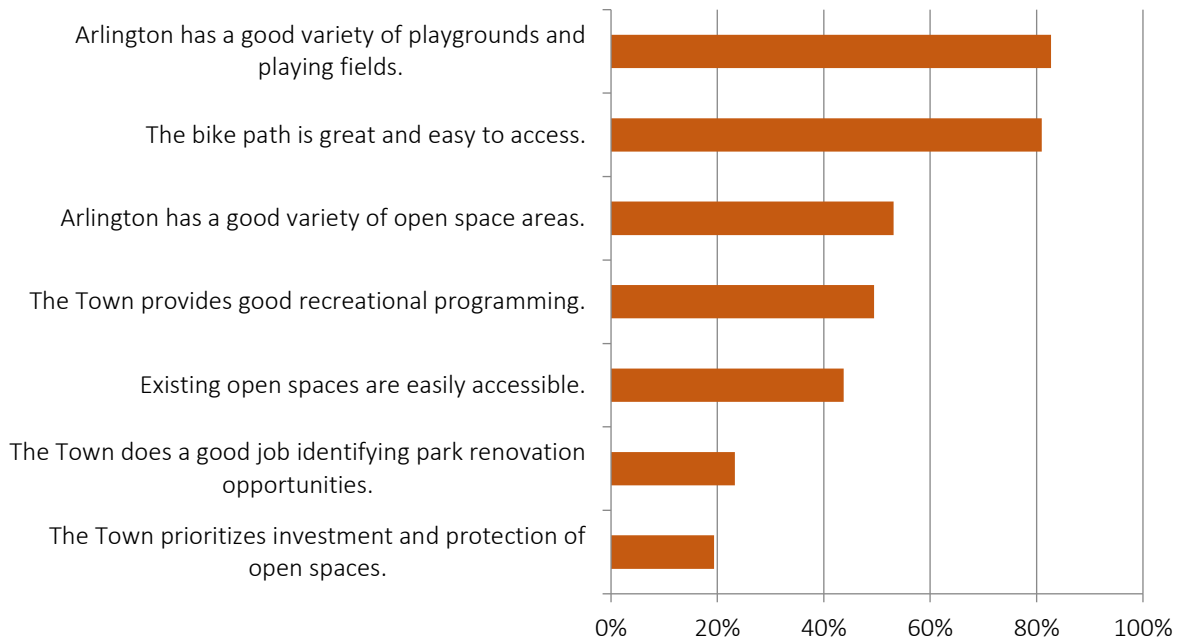 Arlington has a good variety of playgrounds and
playing fields.
The bike path is great and easy to access.
Arlington has a good variety of open space areas.
The Town provides good recreational programming.
Existing open spaces are easily accessible.
The Town does a good job identifying park renovation
opportunities.
The Town prioritizes investment and protection of
open spaces.
0% 20% 40% 60% 80% 100%